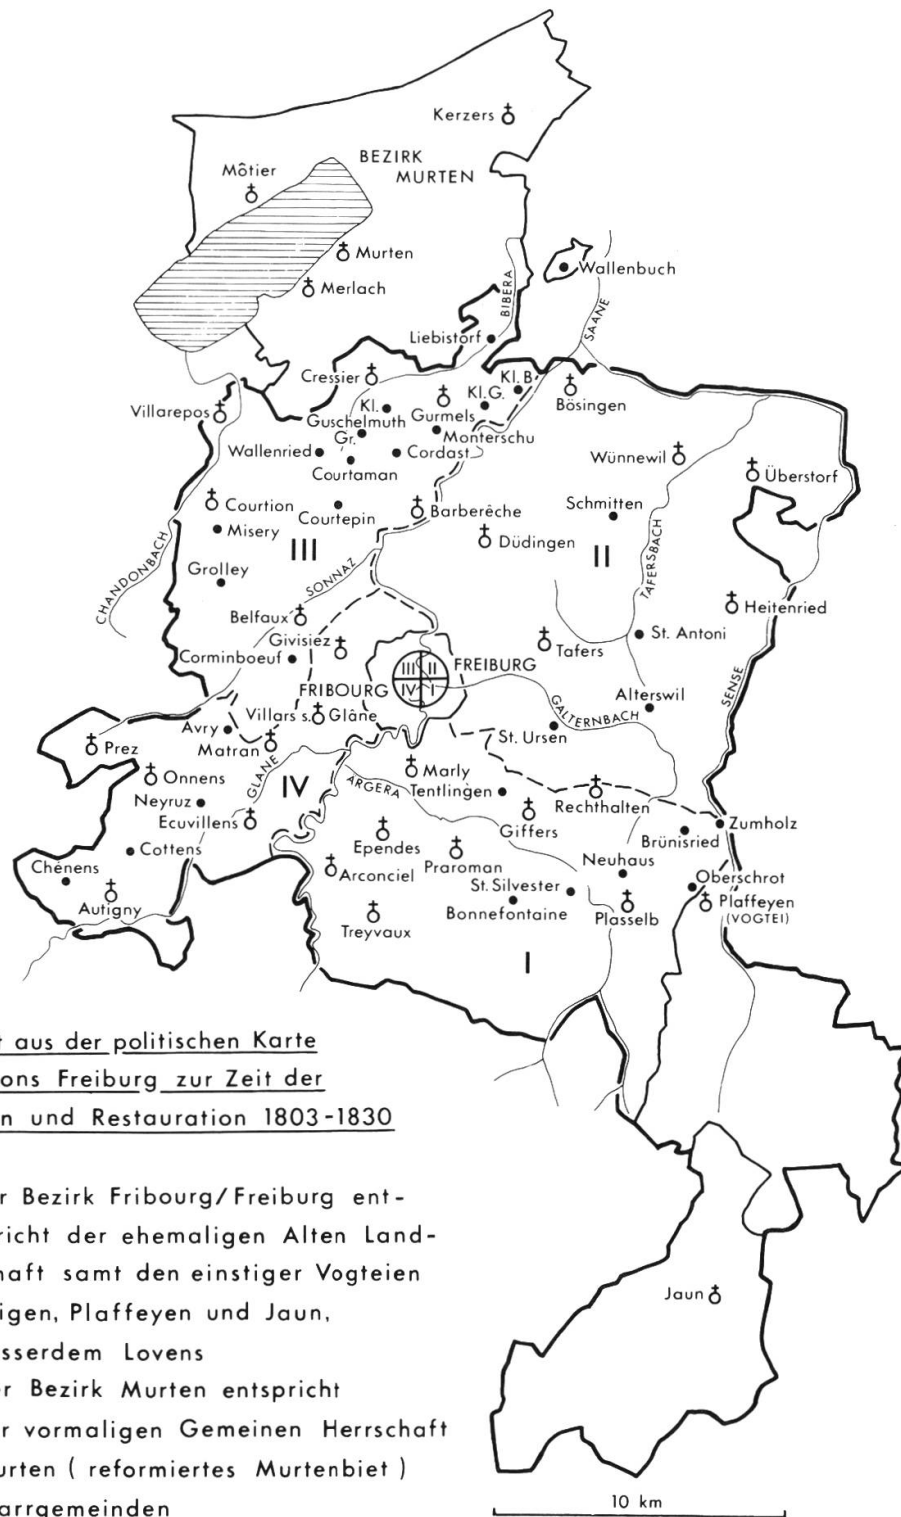 Kerzers
BEZIRK
MURTEN
Môtier
Murten
Merlach
BIBERA
Wallenbuch
SAANE
Liebistorf
Cressier
Kl. B.
Kl. G.
Bösingen
Villarepos
Kl.
Guschelmuth
Gr.
Gurmels
Monterschu
Wallenried
Cordast
Courtaman
Wünnewil
Überstorf
Courtion
Courtepin
Barberêche
Schmitten
Misery
III
Düdingen
II
TAFERSBACH
CHANDONBACH
Grolley
SONNAZ
Heitenried
Belfaux
Givisiez
St. Antoni
Tafers
Corminboeuf
III II
IV I
FREIBURG
FRIBOURG
SENSE
Alterswil
GALTERNBACH
Villars s. Glâne
Avry
St. Ursen
Prez
Matran
GLANE
Marly
Onnens
IV
ARGERA
Tentlingen
Rechthalten
Neyruz
Ecuvillens
Giffers
Zumholz
Brünisried
Cottens
Ependes
Praroman
Neuhaus
Chénens
Arconciel
St. Silvester
Oberschrot
Autigny
Bonnefontaine
Plasselb
Plaffeyen
(VOGTEI)
Treyvaux
I
aus der politischen Karte
ons Freiburg zur Zeit der
n und Restauration 1803-1830
r Bezirk Fribourg/Freiburg ent-
richt der ehemaligen Alten Land-
haft samt den einstiger Vogteien
igen, Plaffeyen und Jaun,
sserdem Lovens
er Bezirk Murten entspricht
r vormaligen Gemeinen Herrschaft
urten ( reformiertes Murtenbiet )
arrgemeinden
Jaun
10 km